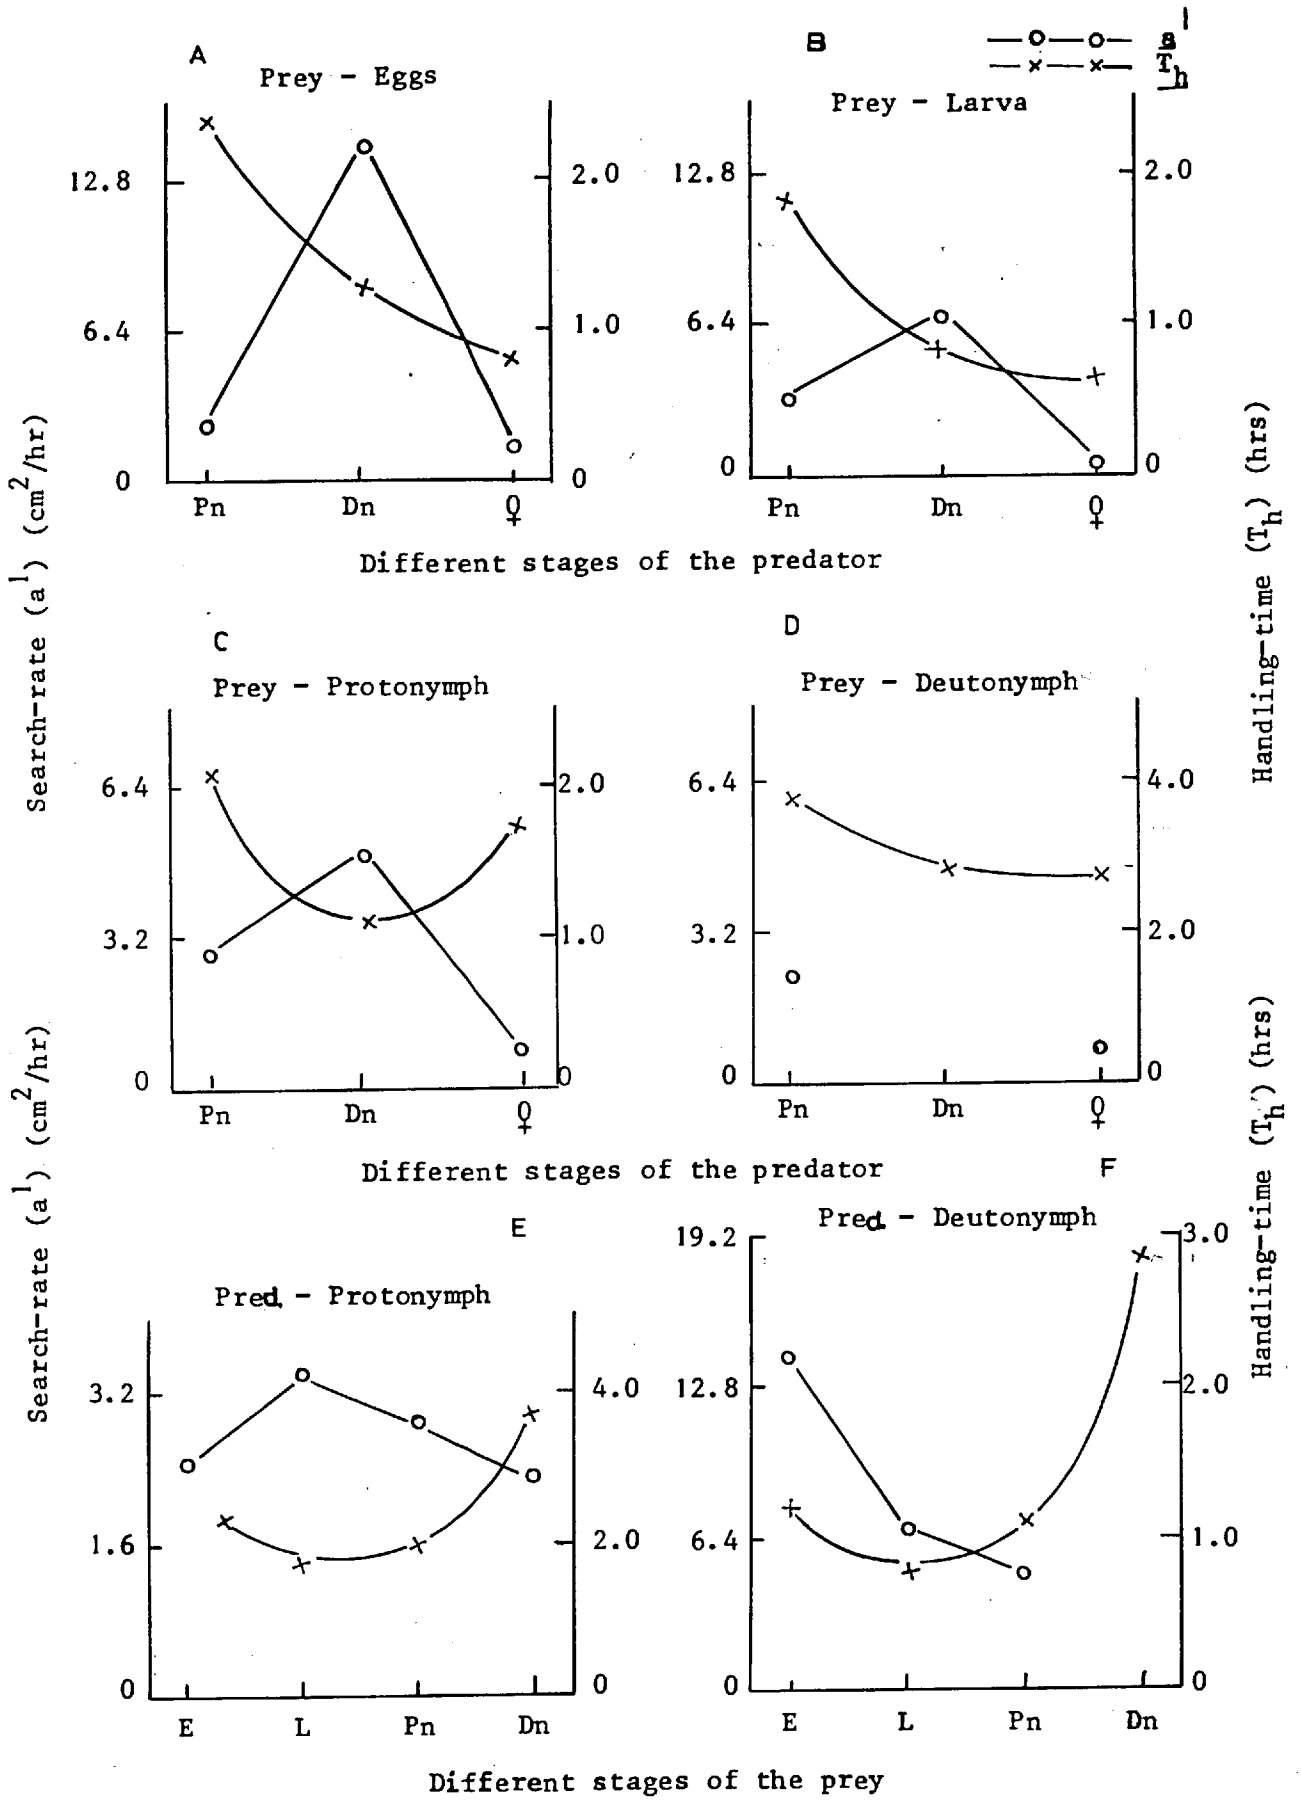 A
Prey - Eggs
12.8
6.4
0
2.0
1.0
0
Pn Dn ♀
B
a¹
T_h
Prey - Larva
12.8
6.4
0
2.0
1.0
0
Pn Dn ♀
Different stages of the predator
Search-rate (a¹) (cm²/hr)
Handling-time (T_h) (hrs)
C
Prey - Protonymph
6.4
3.2
0
2.0
1.0
0
Pn Dn ♀
D
Prey - Deutonymph
6.4
3.2
0
4.0
2.0
0
Pn Dn ♀
Different stages of the predator
Search-rate (a¹) (cm²/hr)
Handling-time (T_h) (hrs)
E
Pred. - Protonymph
3.2
1.6
0
4.0
2.0
0
E L Pn Dn
F
Pred. - Deutonymph
19.2
12.8
6.4
0
3.0
2.0
1.0
0
E L Pn Dn
Different stages of the prey